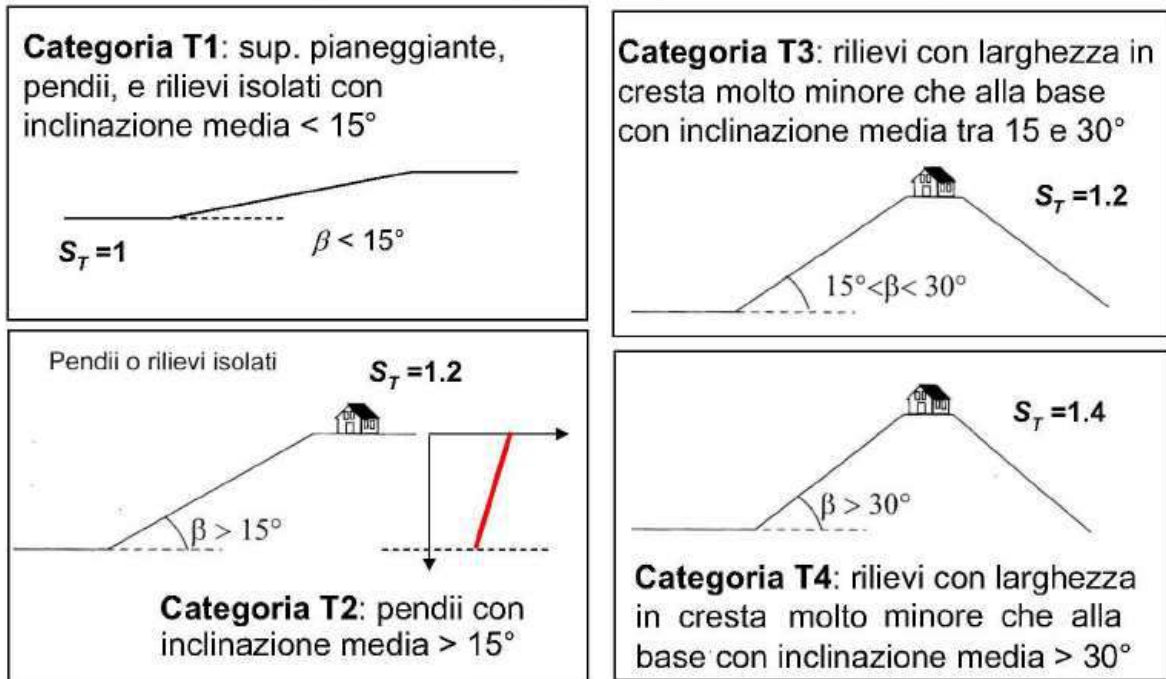 Categoria T1: sup. pianeggiante,
pendii, e rilievi isolati con
inclinazione media < 15°
S_T =1
β < 15°
Pendii o rilievi isolati
S_T =1.2
β > 15°
Categoria T2: pendii con
inclinazione media > 15°
Categoria T3: rilievi con larghezza in
cresta molto minore che alla base
con inclinazione media tra 15 e 30°
S_T =1.2
15°<β< 30°
S_T =1.4
β > 30°
Categoria T4: rilievi con larghezza
in cresta molto minore che alla
base con inclinazione media > 30°